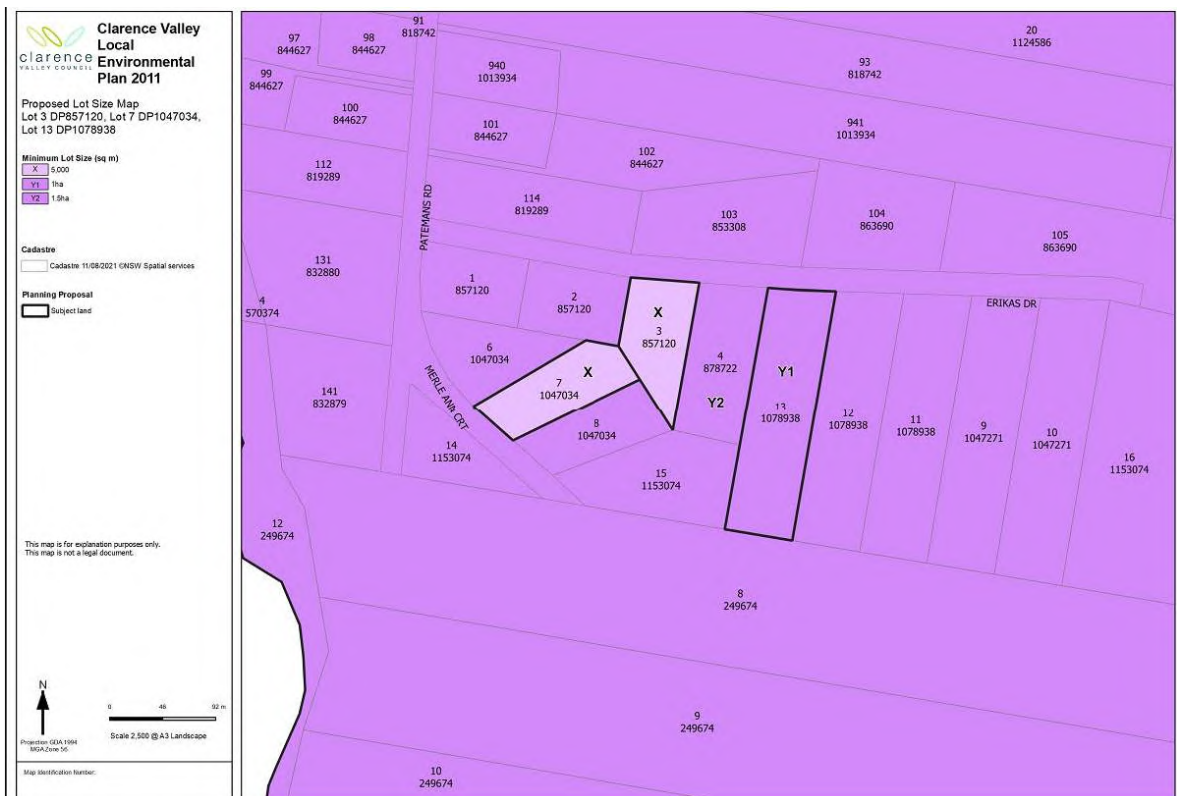 clarence
VALLEY COUNCIL
Clarence Valley
Local
Environmental
Plan 2011
Proposed Lot Size Map
Lot 3 DP857120, Lot 7 DP1047034,
Lot 13 DP1078938
Minimum Lot Size (sq m)
X 5,000
Y1 1ha
Y2 1.5ha
Cadastre
Cadastre 11/08/2021 ©NSW Spatial services
Planning Proposal
Subject land
This map is for explanation purposes only.
This map is not a legal document.
N
Projection GDA 1994
MGA Zone 56
0 46 92 m
Scale 2,500 @ A3 Landscape
Map Identification Number:
91
818742
20
1124586
97
844627
98
844627
940
1013934
93
818742
99
844627
100
844627
101
844627
941
1013934
102
844627
112
819289
114
819289
103
853308
104
863690
105
863690
PATEMANS RD
131
832880
4
570374
1
857120
2
857120
X
3
857120
ERIKAS DR
6
1047034
X
7
1047034
4
878722
Y2
Y1
13
1078938
12
1078938
11
1078938
9
1047271
10
1047271
16
1153074
141
832879
MERLE ANN CRT
8
1047034
14
1153074
15
1153074
12
249674
8
249674
9
249674
10
249674